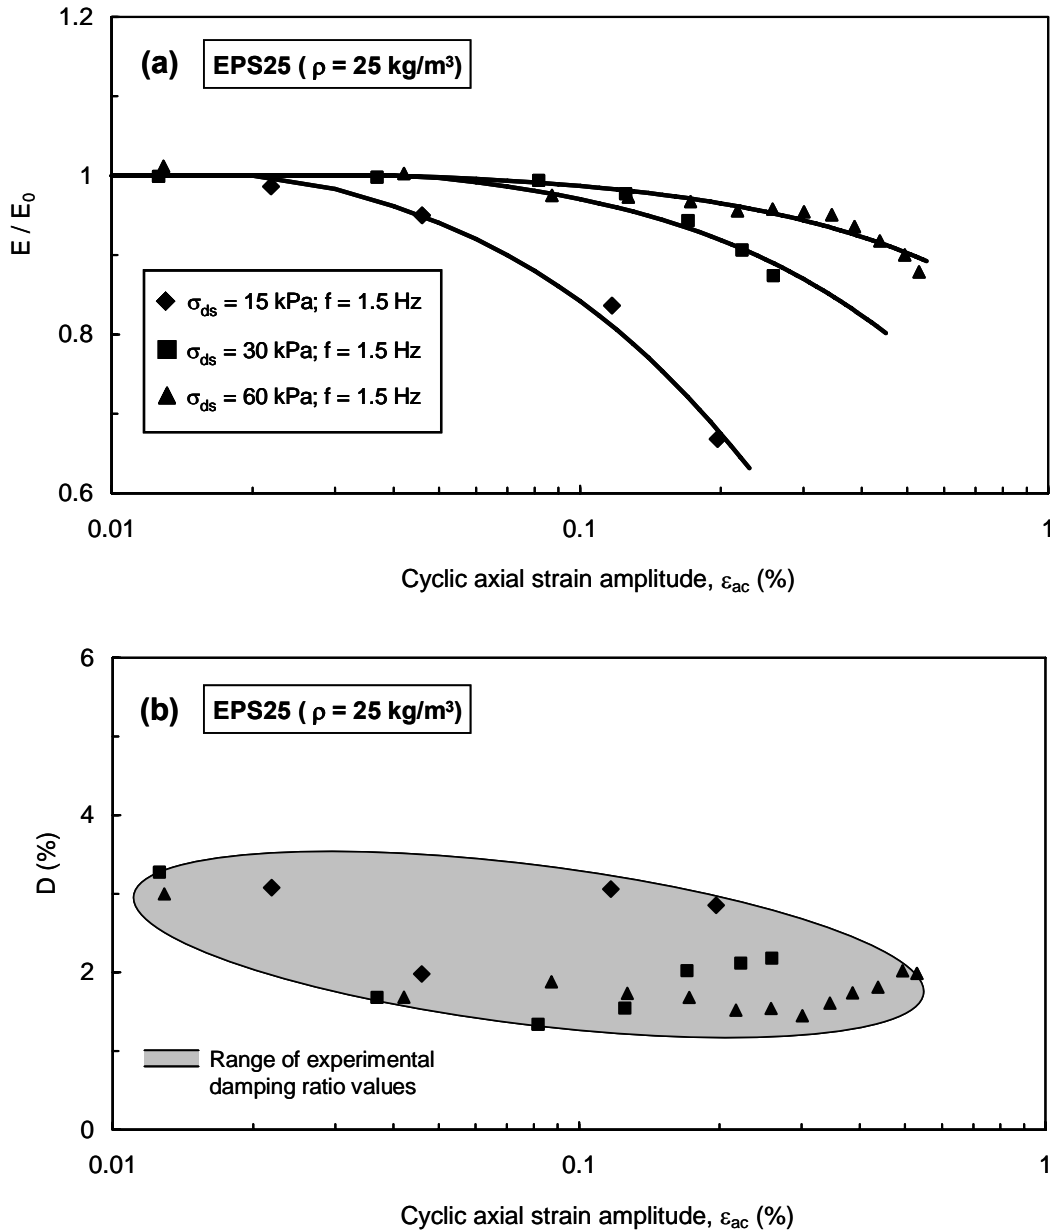 1.2
(a) EPS25 ( ρ = 25 kg/m³)
1
E / E₀
σds = 15 kPa; f = 1.5 Hz
σds = 30 kPa; f = 1.5 Hz
0.8
σds = 60 kPa; f = 1.5 Hz
0.6
0.01 0.1 1
Cyclic axial strain amplitude, εac (%)
6
(b) EPS25 ( ρ = 25 kg/m³)
4
D (%)
2
Range of experimental
damping ratio values
0
0.01 0.1 1
Cyclic axial strain amplitude, εac (%)